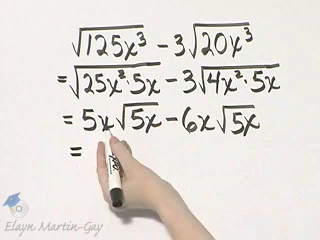 √125x³ − 3√20x³
= √25x²·5x − 3√4x²·5x
= 5x√5x − 6x√5x
=
Elayn Martin-Gay